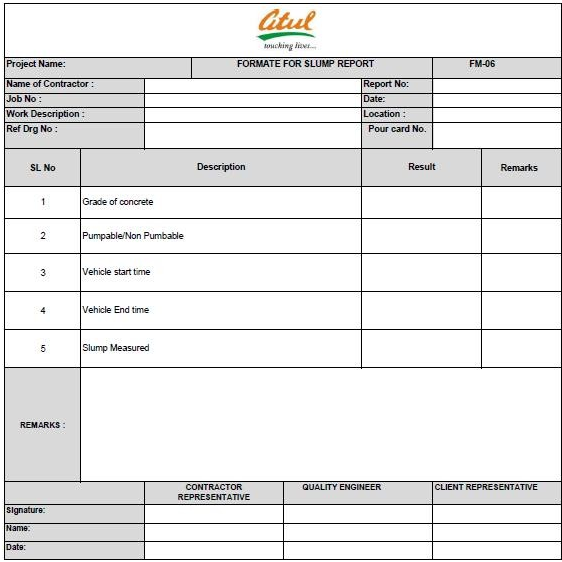 atul
touching lives...
Project Name: FORMATE FOR SLUMP REPORT FM-06
Name of Contractor : Report No:
Job No : Date:
Work Description : Location :
Ref Drg No : Pour card No.
SL No Description Result Remarks
1 Grade of concrete
2 Pumpable/Non Pumbable
3 Vehicle start time
4 Vehicle End time
5 Slump Measured
REMARKS :
CONTRACTOR REPRESENTATIVE QUALITY ENGINEER CLIENT REPRESENTATIVE
Signature:
Name:
Date: